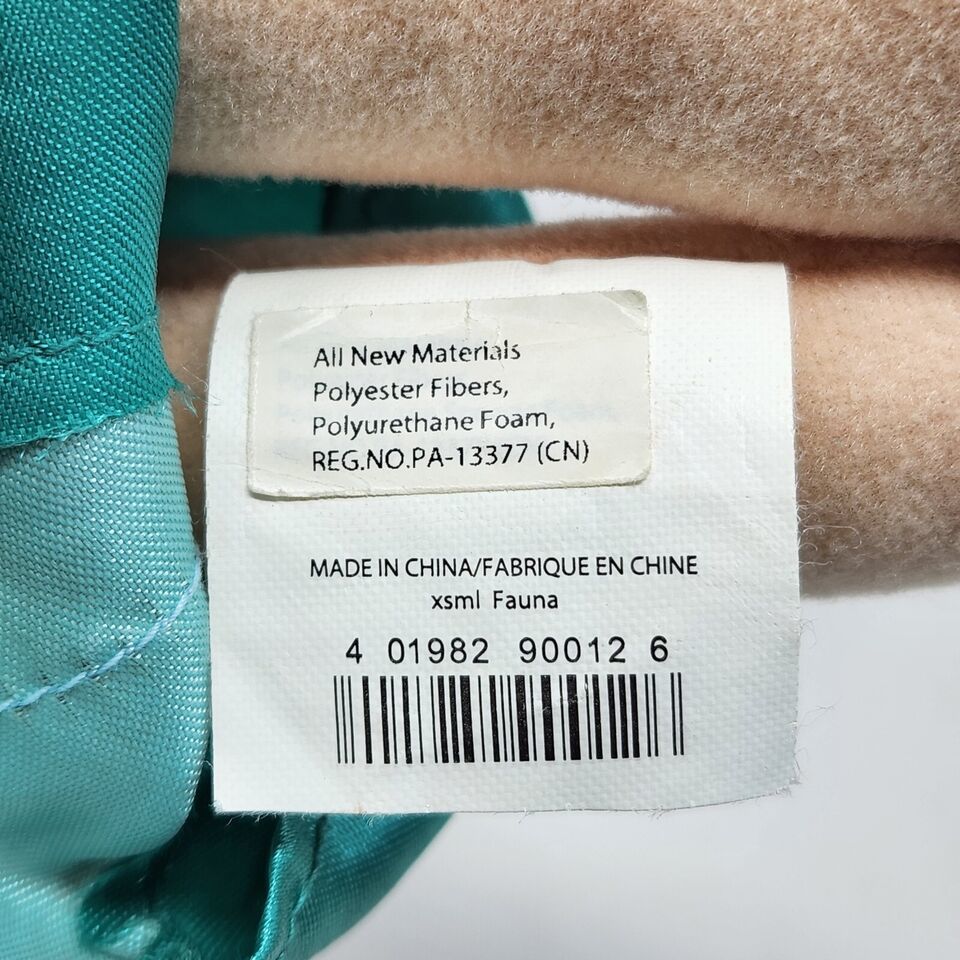 All New Materials
Polyester Fibers,
Polyurethane Foam,
REG.NO.PA-13377 (CN)
MADE IN CHINA/FABRIQUE EN CHINE
xsml Fauna
4 01982 90012 6